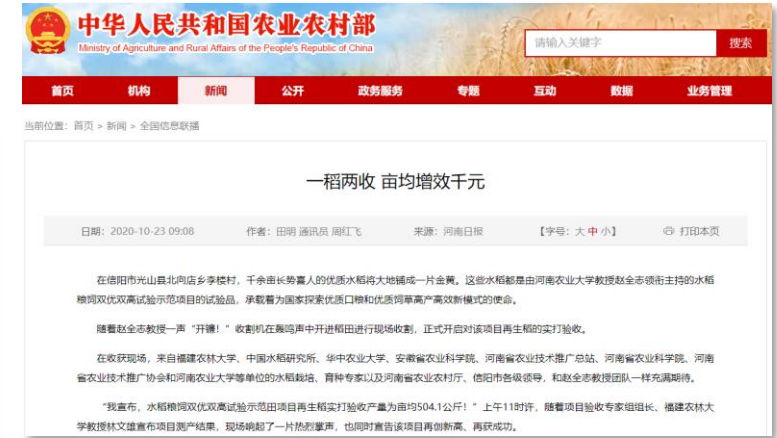 中华人民共和国农业农村部
Ministry of Agriculture and Rural Affairs of the People's Republic of China
请输入关键字
搜索
首页 机构 新闻 公开 政务服务 专题 互动 数据 业务管理
当前位置：首页 > 新闻 > 全国信息联播
一稻两收 亩均增效千元
日期：2020-10-23 09:08 作者：田明 通讯员 周红飞 来源：河南日报 【字号：大 中 小】 打印本页
在信阳市光山县北向店乡李楼村，千余亩长势喜人的优质水稻将大地铺成一片金黄。这些水稻都是由河南农业大学教授赵全志领衔主持的水稻
粮饲双优双高试验示范项目的试验品，承载着为国家探索优质口粮和优质饲草高产高效新模式的使命。
随着赵全志教授一声“开镰！”收割机在轰鸣声中开进稻田进行现场收割，正式开启对该项目再生稻的实打验收。
在收获现场，来自福建农林大学、中国水稻研究所、华中农业大学、安徽省农业科学院、河南省农业技术推广总站、河南省农业科学院、河南
省农业技术推广协会和河南农业大学等单位的水稻栽培、育种专家以及河南省农业农村厅、信阳市各级领导，和赵全志教授团队一样充满期待。
“我宣布，水稻粮饲双优双高试验示范田项目再生稻实打验收产量为亩均504.1公斤！”上午11时许，随着项目验收专家组组长、福建农林大
学教授林文雄宣布项目测产结果，现场响起了一片热烈掌声，也同时宣告该项目再创新高、再获成功。